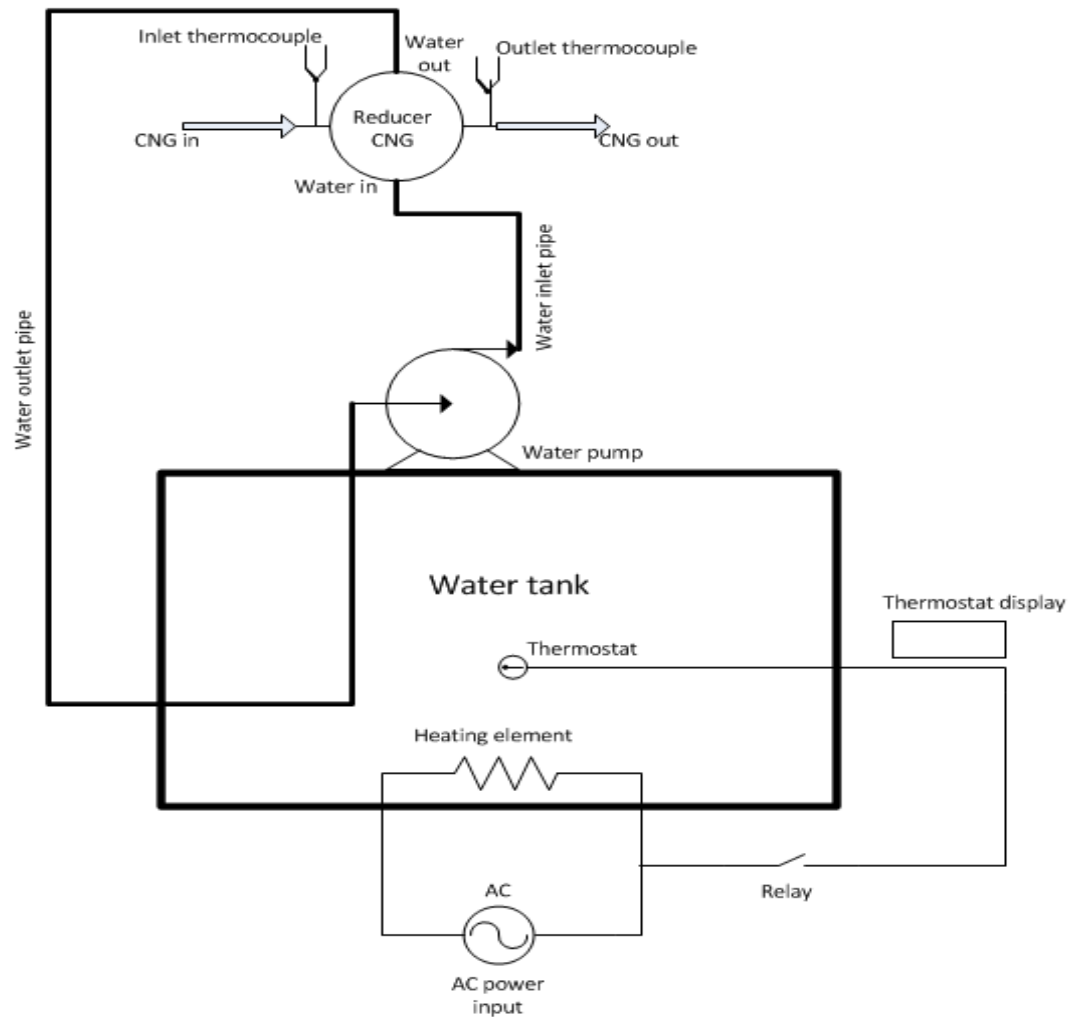 Inlet thermocouple
Water
out
Outlet thermocouple
Reducer
CNG
CNG in
CNG out
Water in
Water inlet pipe
Water outlet pipe
Water pump
Water tank
Thermostat display
Thermostat
Heating element
Relay
AC
AC power
input